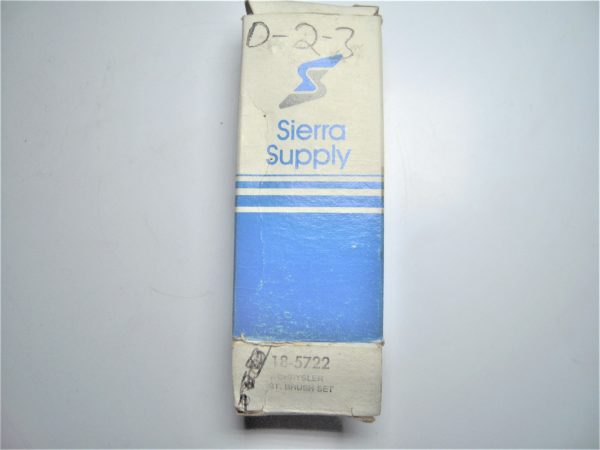 D-2-3
Sierra
Supply
18-5722
CHRYSLER
ST. BRUSH SET